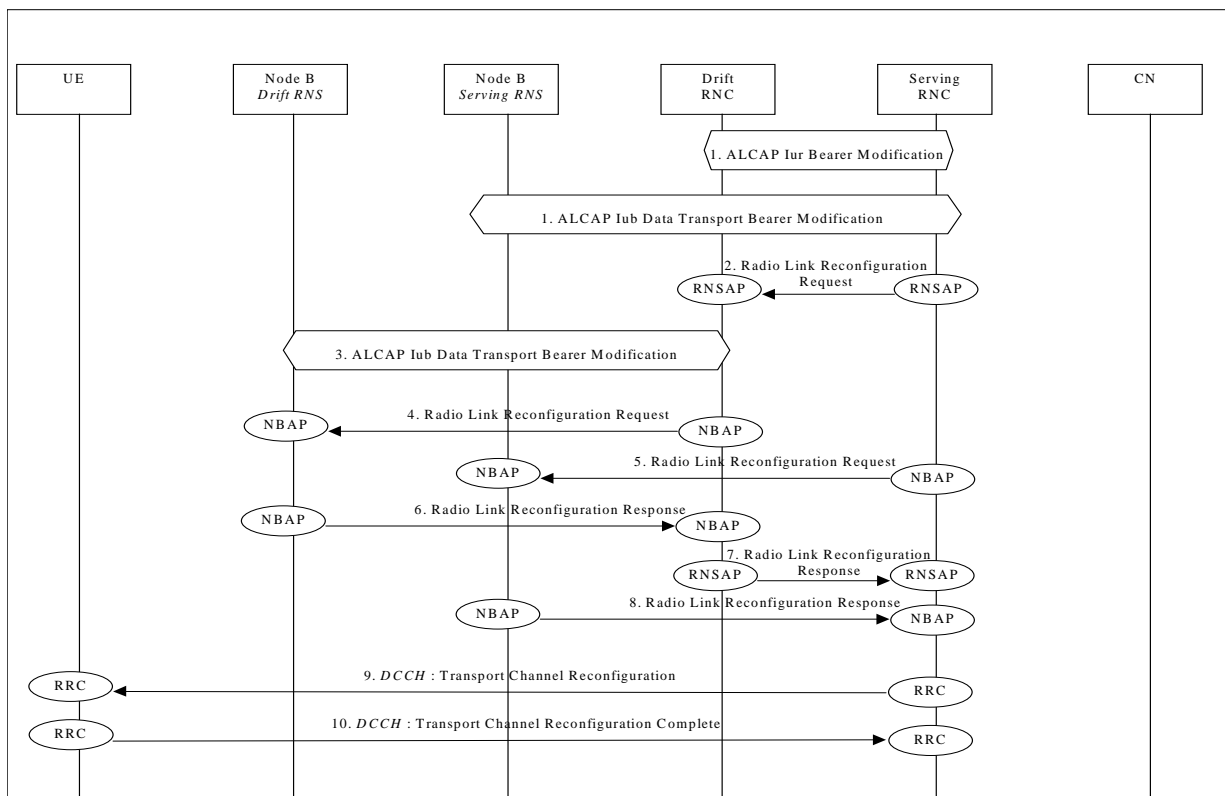 UE
Node B
Drift RNS
Node B
Serving RNS
Drift
RNC
Serving
RNC
CN
1. ALCAP Iur Bearer Modification
1. ALCAP Iub Data Transport Bearer Modification
2. Radio Link Reconfiguration
Request
RNSAP
RNSAP
3. ALCAP Iub Data Transport Bearer Modification
4. Radio Link Reconfiguration Request
NBAP
NBAP
5. Radio Link Reconfiguration Request
NBAP
NBAP
6. Radio Link Reconfiguration Response
NBAP
NBAP
7. Radio Link Reconfiguration
Response
RNSAP
RNSAP
8. Radio Link Reconfiguration Response
NBAP
NBAP
9. DCCH : Transport Channel Reconfiguration
RRC
RRC
10. DCCH : Transport Channel Reconfiguration Complete
RRC
RRC